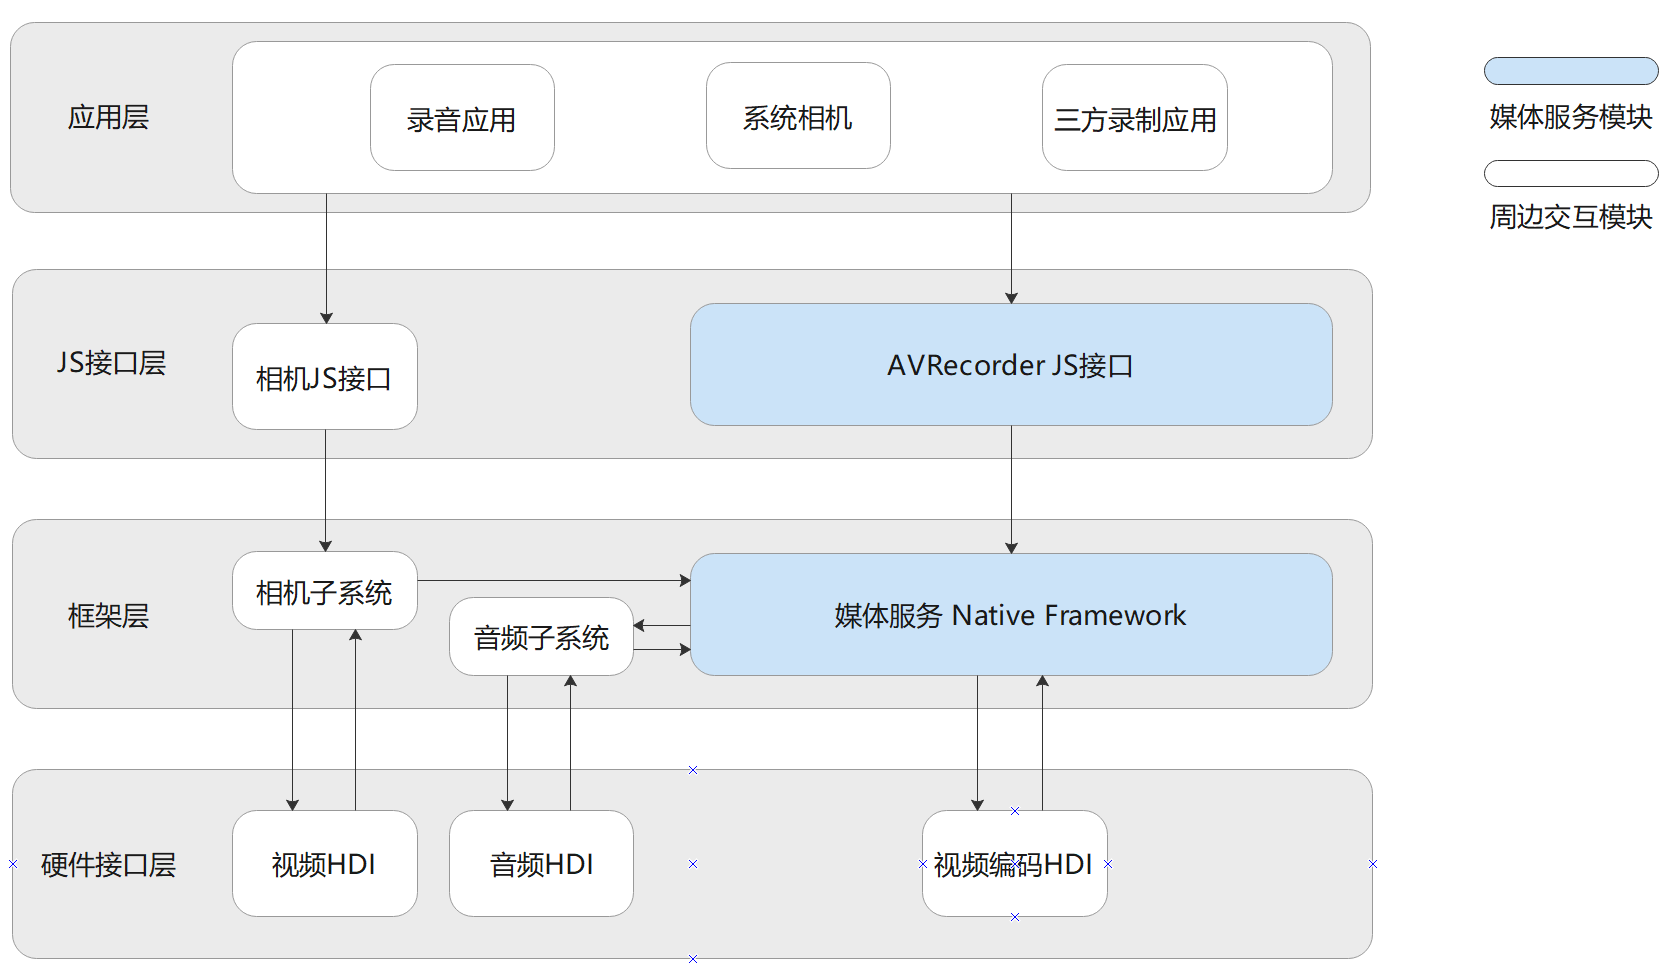 应用层
录音应用
系统相机
三方录制应用
媒体服务模块
周边交互模块
JS接口层
相机JS接口
AVRecorder JS接口
框架层
相机子系统
音频子系统
媒体服务 Native Framework
硬件接口层
视频HDI
音频HDI
视频编码HDI